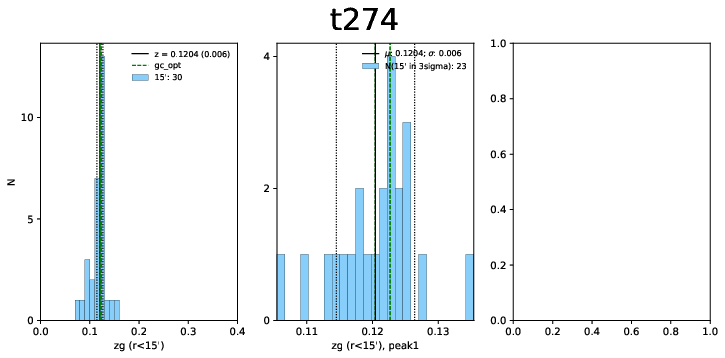 t274
z = 0.1204 (0.006)
gc_opt
15': 30
N
10
5
0
0.0 0.1 0.2 0.3 0.4
zg (r<15')
μ: 0.1204; σ: 0.006
N(15' in 3sigma): 23
4
2
0
0.11 0.12 0.13
zg (r<15'), peak1
1.0
0.8
0.6
0.4
0.2
0.0
0.0 0.2 0.4 0.6 0.8 1.0